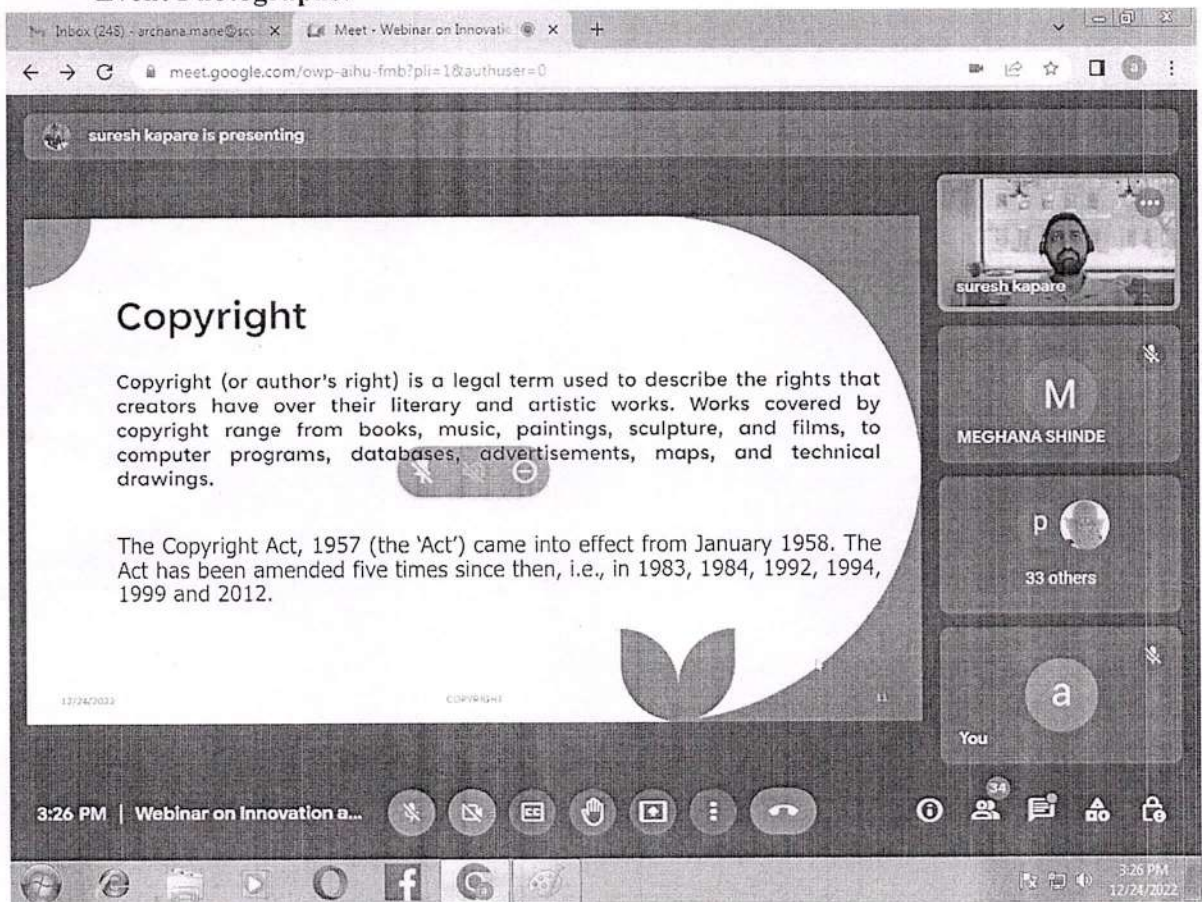 Inbox (248) - archana.mane@sco
Meet - Webinar on Innovatio
meet.google.com/owp-aihu-fmb?pli=1&authuser=0
suresh kapare is presenting
Copyright
Copyright (or author's right) is a legal term used to describe the rights that
creators have over their literary and artistic works. Works covered by
copyright range from books, music, paintings, sculpture, and films, to
computer programs, databases, advertisements, maps, and technical
drawings.
The Copyright Act, 1957 (the 'Act') came into effect from January 1958. The
Act has been amended five times since then, i.e., in 1983, 1984, 1992, 1994,
1999 and 2012.
12/24/2022
COPYRIGHT
11
suresh kapare
M
MEGHANA SHINDE
p
33 others
a
You
3:26 PM | Webinar on Innovation a...
CC
34
3:26 PM
12/24/2022